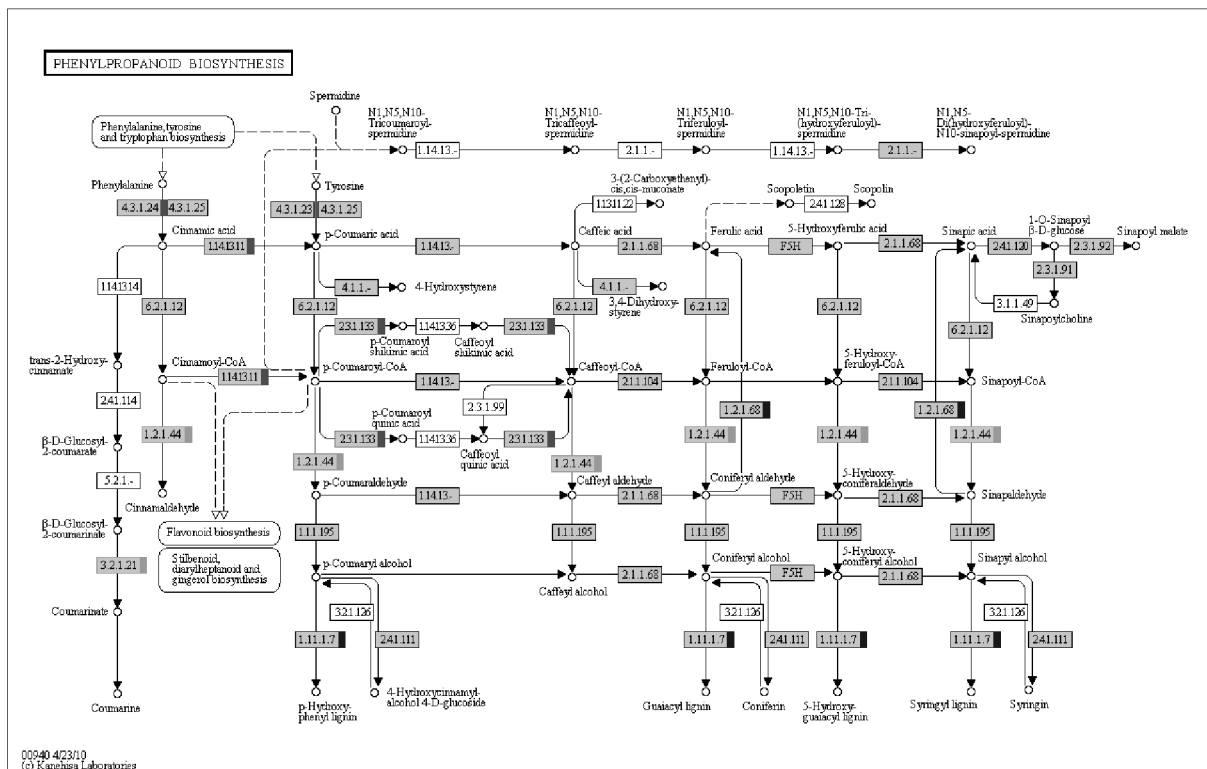 PHENYLPROPANOID BIOSYNTHESIS
Spermidine
N1,N5,N10-
Tricoumaroyl-
spermidine
N1,N5,N10-
Tricaffeoyl-
spermidine
N1,N5,N10-
Triferuloyl-
spermidine
N1,N5,N10-Tri-
(hydroxyferuloyl)-
spermidine
N1,N5-
Di(hydroxyferuloyl)-
N10-sinapoyl-spermidine
Phenylalanine, tyrosine
and tryptophan biosynthesis
1.14.13.-
2.1.1.-
1.14.13.-
2.1.1.-
Phenylalanine
Tyrosine
3-(2-Carboxyethenyl)-
cis,cis-muconate
Scopoletin
Scopolin
4.3.1.24
4.3.1.25
4.3.1.23
4.3.1.25
1.13.11.22
2.4.1.128
Cinnamic acid
1.14.13.11
p-Coumaric acid
1.14.13.-
Caffeic acid
2.1.1.68
Ferulic acid
F5H
5-Hydroxyferulic acid
2.1.1.68
Sinapic acid
2.4.1.120
1-O-Sinapoyl
β-D-glucose
2.3.1.92
Sinapoyl malate
2.3.1.91
1.14.13.14
4.1.1.-
4-Hydroxystyrene
4.1.1.-
3,4-Dihydroxy-
styrene
3.1.1.49
Sinapoylcholine
6.2.1.12
6.2.1.12
6.2.1.12
6.2.1.12
6.2.1.12
6.2.1.12
2.3.1.133
p-Coumaroyl
shikimic acid
1.14.13.36
Caffeoyl
shikimic acid
2.3.1.133
trans-2-Hydroxy-
cinnamate
Cinnamoyl-CoA
1.14.13.11
p-Coumaroyl-CoA
1.14.13.-
Caffeoyl-CoA
2.1.1.104
Feruloyl-CoA
5-Hydroxy-
feruloyl-CoA
2.1.1.104
Sinapoyl-CoA
2.4.1.114
2.3.1.99
1.2.1.68
1.2.1.68
β-D-Glucosyl-
2-coumarate
1.2.1.44
2.3.1.133
p-Coumaroyl
quinic acid
1.14.13.36
Caffeoyl
quinic acid
2.3.1.133
1.2.1.44
1.2.1.44
1.2.1.44
1.2.1.44
1.2.1.44
5.2.1.-
Cinnamaldehyde
p-Coumaraldehyde
1.14.13.-
Caffeyl aldehyde
2.1.1.68
Coniferyl aldehyde
F5H
5-Hydroxy-
coniferaldehyde
2.1.1.68
Sinapaldehyde
β-D-Glucosyl-
2-coumarinate
Flavonoid biosynthesis
1.1.1.195
1.1.1.195
1.1.1.195
1.1.1.195
1.1.1.195
3.2.1.21
Stilbenoid,
diarylheptanoid and
gingerol biosynthesis
p-Coumaryl alcohol
Caffeyl alcohol
2.1.1.68
Coniferyl alcohol
F5H
5-Hydroxy-
coniferyl alcohol
2.1.1.68
Sinapyl alcohol
Coumarinate
3.2.1.126
3.2.1.126
3.2.1.126
1.11.1.7
2.4.1.111
1.11.1.7
2.4.1.111
1.11.1.7
1.11.1.7
2.4.1.111
Coumarine
p-Hydroxy-
phenyl lignin
4-Hydroxycinnamyl-
alcohol 4-D-glucoside
Guaiacyl lignin
Coniferin
5-Hydroxy-
guaiacyl lignin
Syringyl lignin
Syringin
00940 4/23/10
(c) Kanehisa Laboratories